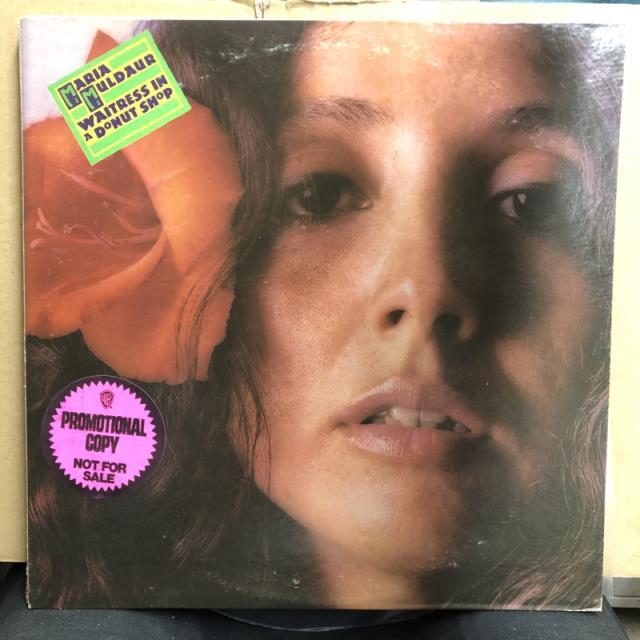 MARIA
MULDAUR
WAITRESS IN
A DONUT SHOP
PROMOTIONAL
COPY
NOT FOR
SALE